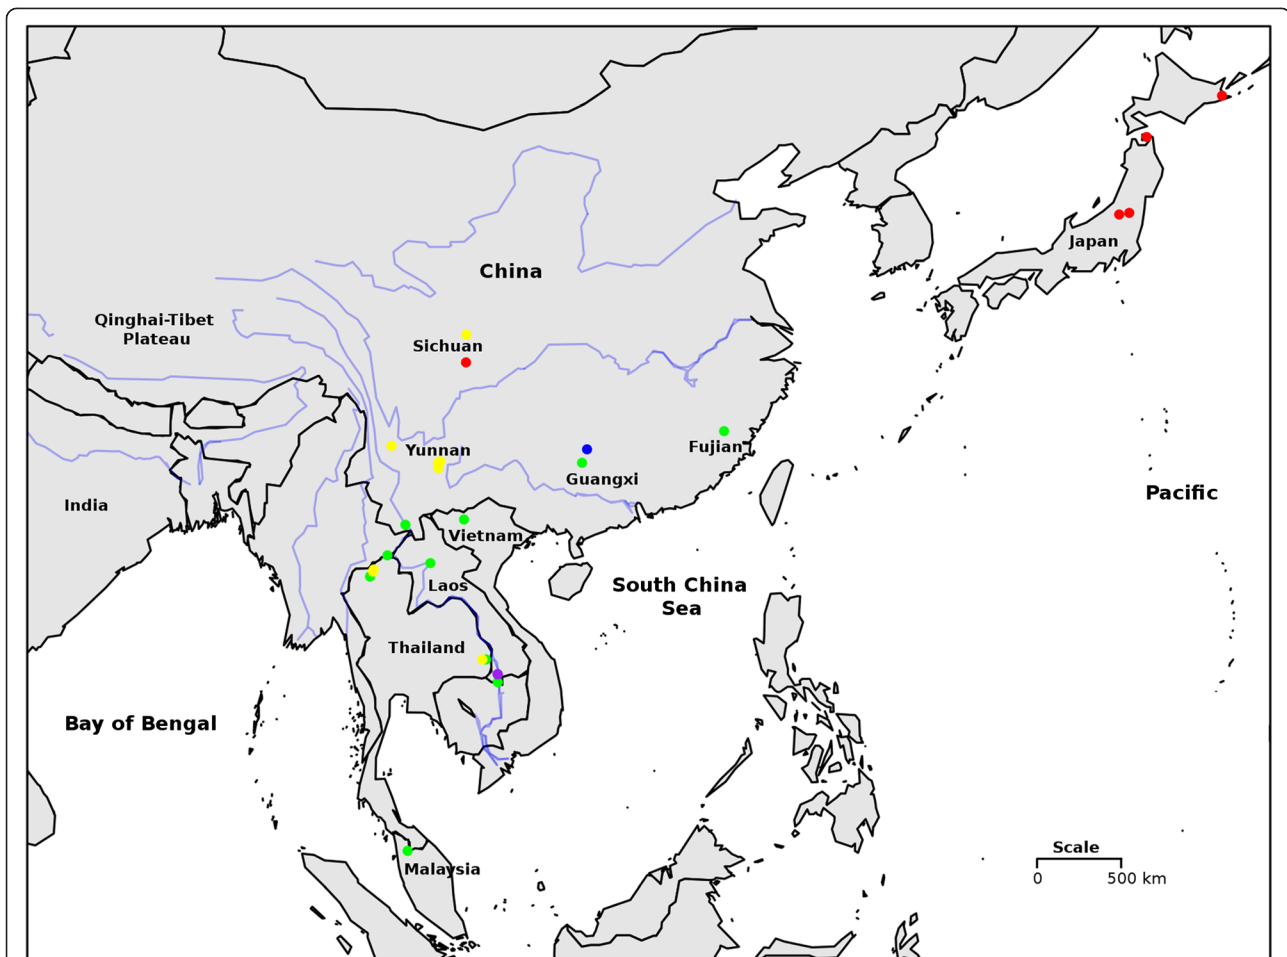 Japan
China
Qinghai-Tibet
Plateau
Sichuan
Fujian
Yunnan
Guangxi
Pacific
India
Vietnam
South China
Sea
Laos
Thailand
Bay of Bengal
Scale
0 500 km
Malaysia